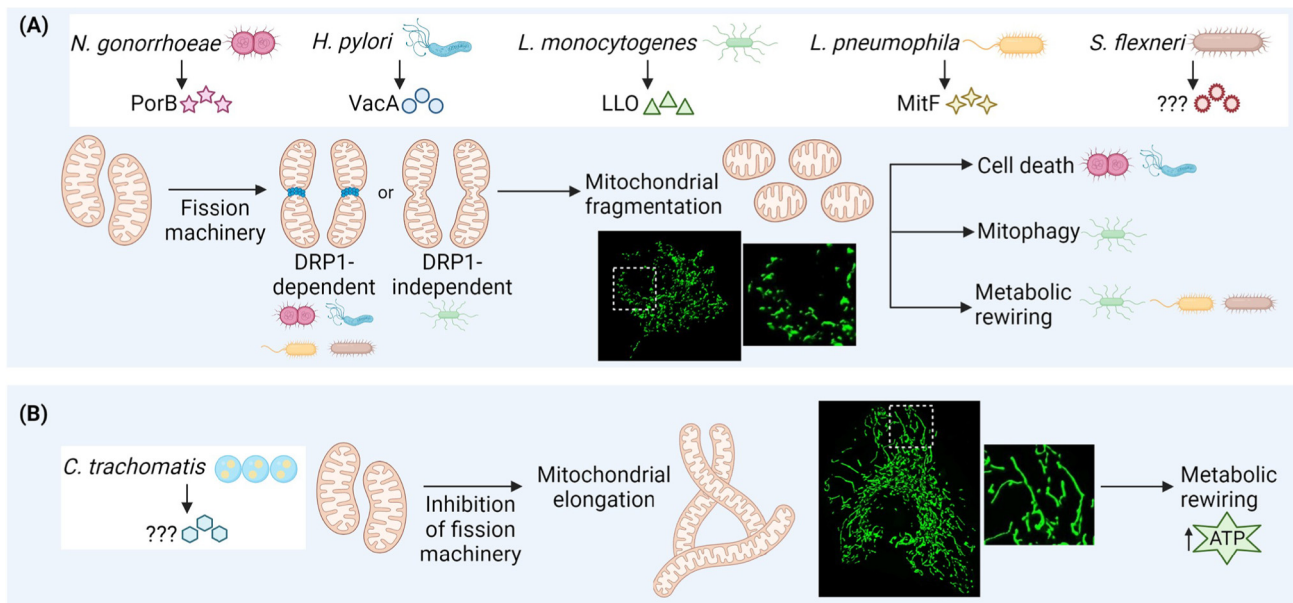 (A)
N. gonorrhoeae
H. pylori
L. monocytogenes
L. pneumophila
S. flexneri
PorB
VacA
LLO
MitF
???
Fission
machinery
or
DRP1-
dependent
DRP1-
independent
Mitochondrial
fragmentation
Cell death
Mitophagy
Metabolic
rewiring
(B)
C. trachomatis
???
Inhibition
of fission
machinery
Mitochondrial
elongation
Metabolic
rewiring
ATP